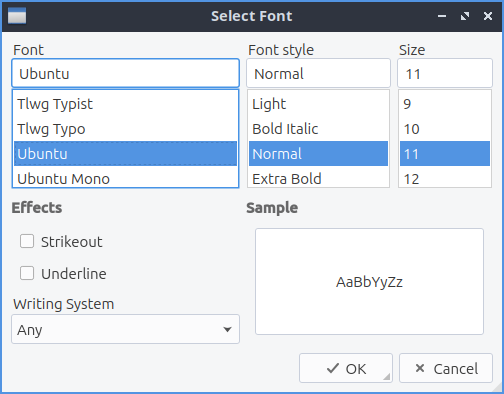 Select Font
Font Font style Size
Ubuntu Normal 11
Tlwg Typist Light 9
Tlwg Typo Bold Italic 10
Ubuntu Normal 11
Ubuntu Mono Extra Bold 12
Effects Sample
Strikeout
Underline
AaBbYyZz
Writing System
Any
OK Cancel